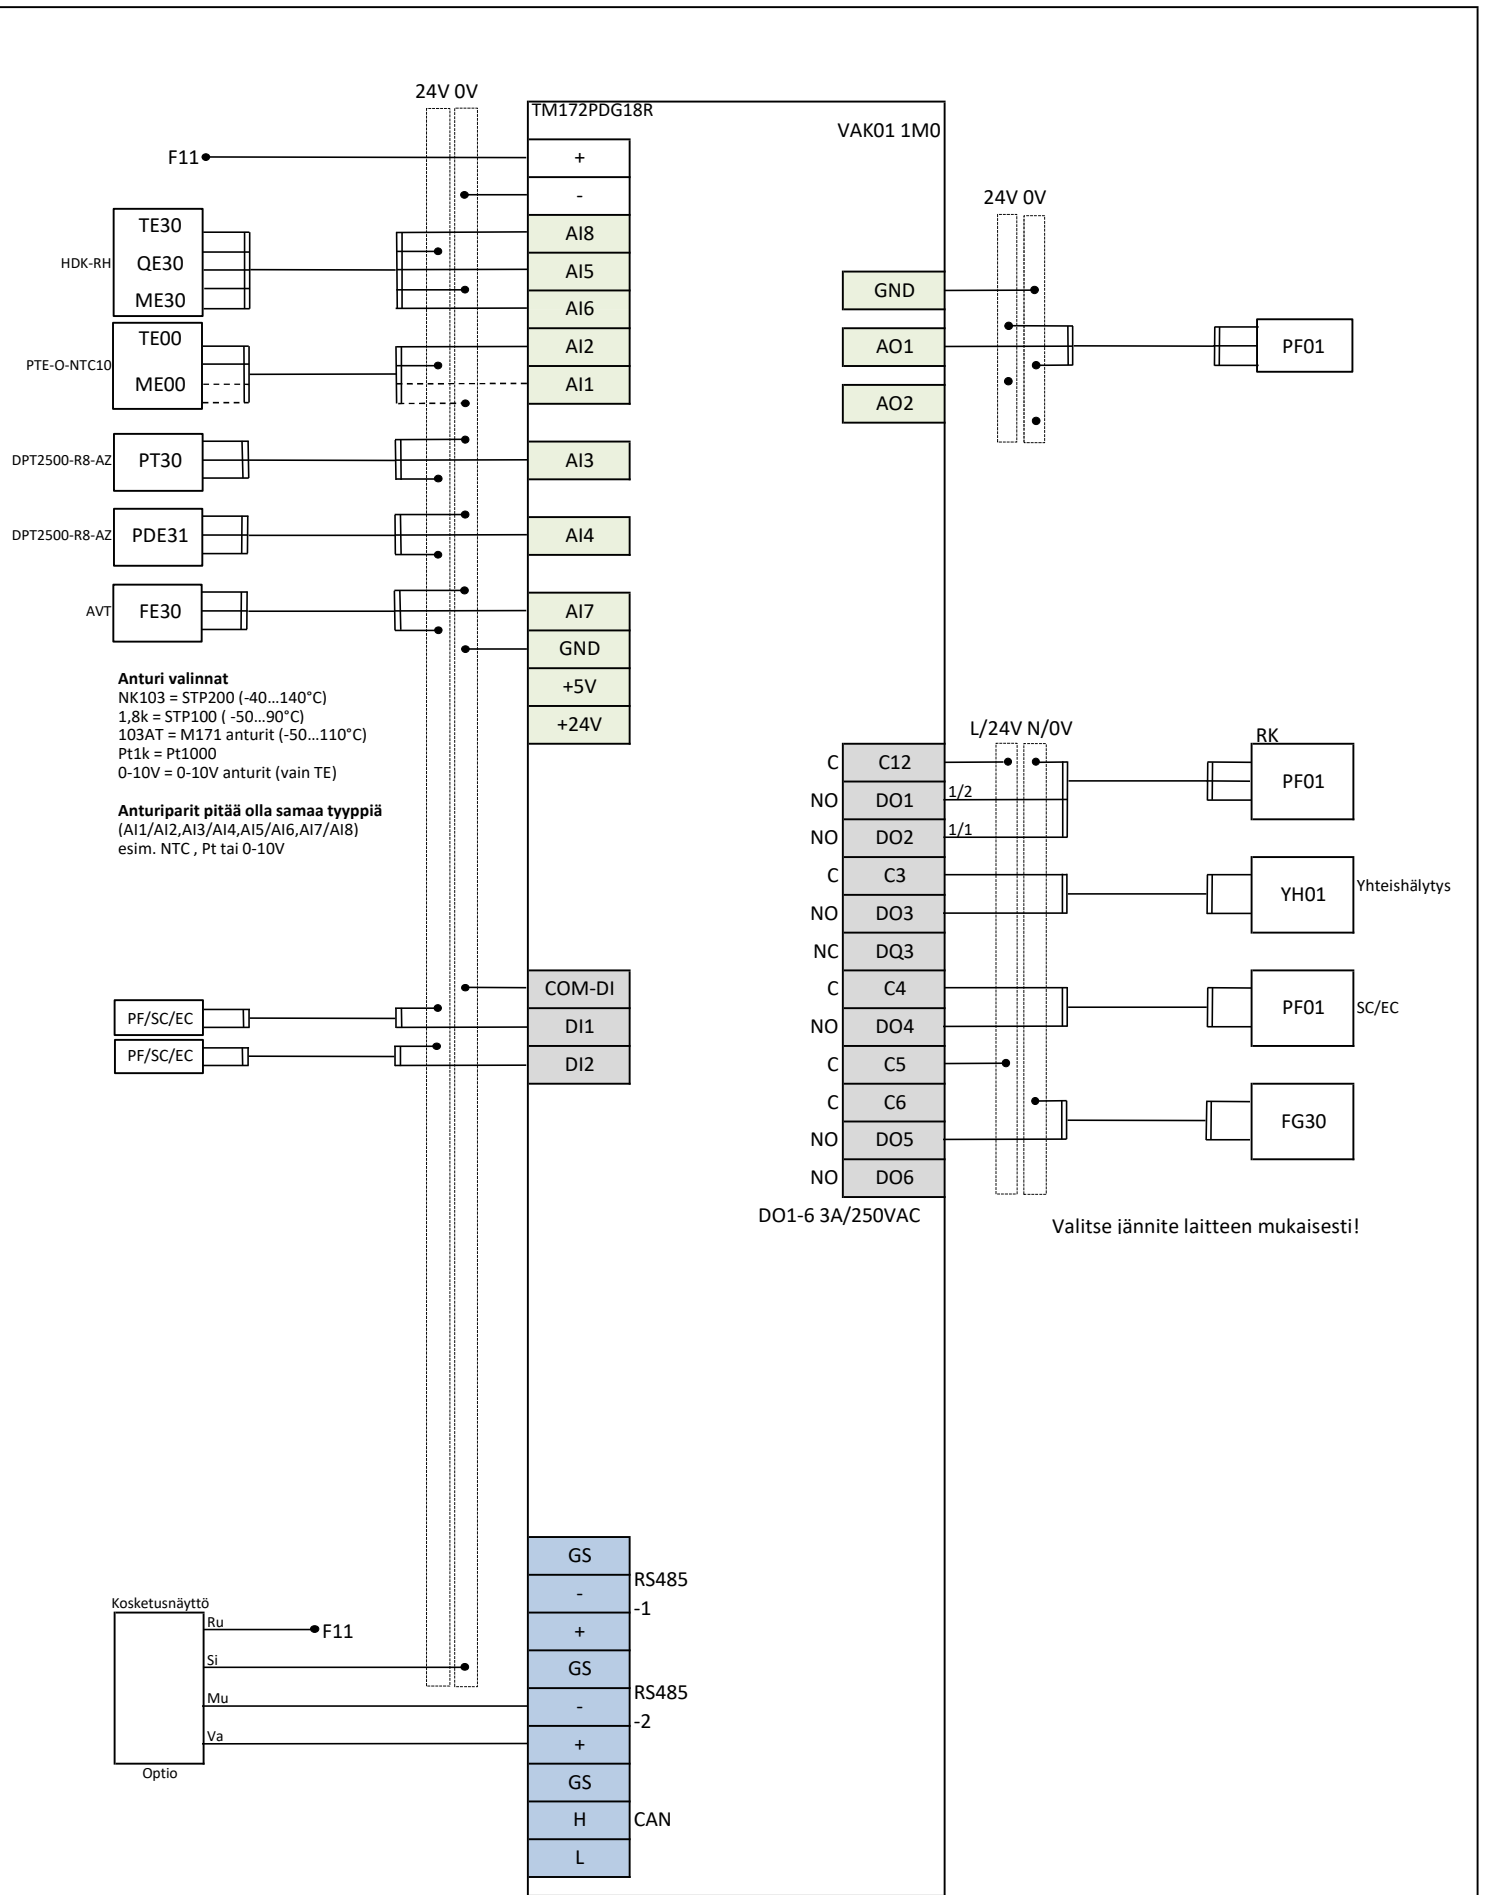 24V 0V
TM172PDG18R
VAK01 1M0
F11
+
-
HDK-RH
TE30
QE30
ME30
AI8
AI5
AI6
PTE-O-NTC10
TE00
ME00
AI2
AI1
DPT2500-R8-AZ
PT30
AI3
DPT2500-R8-AZ
PDE31
AI4
AVT
FE30
AI7
GND
+5V
+24V
Anturi valinnat
NK103 = STP200 (-40...140°C)
1,8k = STP100 ( -50...90°C)
103AT = M171 anturit (-50...110°C)
Pt1k = Pt1000
0-10V = 0-10V anturit (vain TE)
Anturiparit pitää olla samaa tyyppiä
(AI1/AI2,AI3/AI4,AI5/AI6,AI7/AI8)
esim. NTC , Pt tai 0-10V
COM-DI
PF/SC/EC
DI1
PF/SC/EC
DI2
24V 0V
GND
AO1
PF01
AO2
L/24V N/0V
RK
C
C12
NO
DO1
1/2
PF01
NO
DO2
1/1
C
C3
NO
DO3
YH01
Yhteishälytys
NC
DQ3
C
C4
NO
DO4
PF01
SC/EC
C
C5
C
C6
NO
DO5
FG30
NO
DO6
DO1-6 3A/250VAC
Valitse jännite laitteen mukaisesti!
GS
-
+
RS485
-1
GS
-
+
RS485
-2
GS
H
L
CAN
Kosketusnäyttö
Ru
F11
Si
Mu
Va
Optio